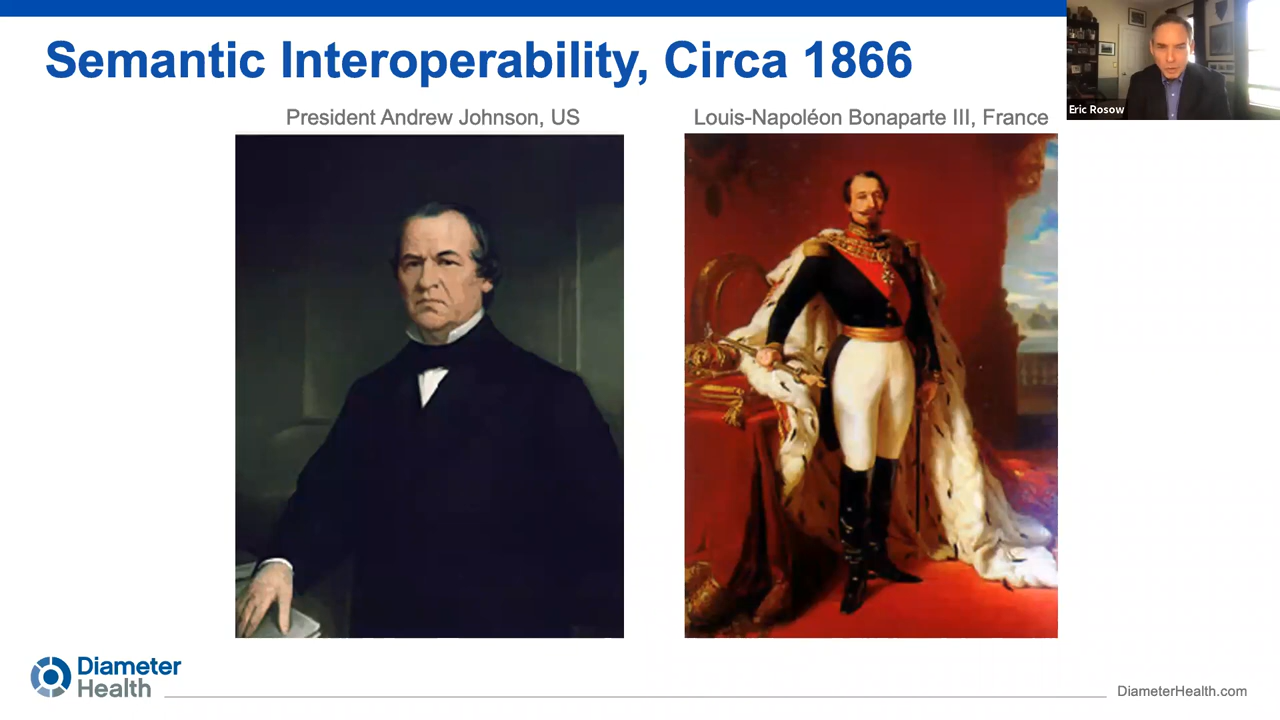 Semantic Interoperability, Circa 1866
Eric Rosow
President Andrew Johnson, US
Louis-Napoléon Bonaparte III, France
Diameter
Health
DiameterHealth.com